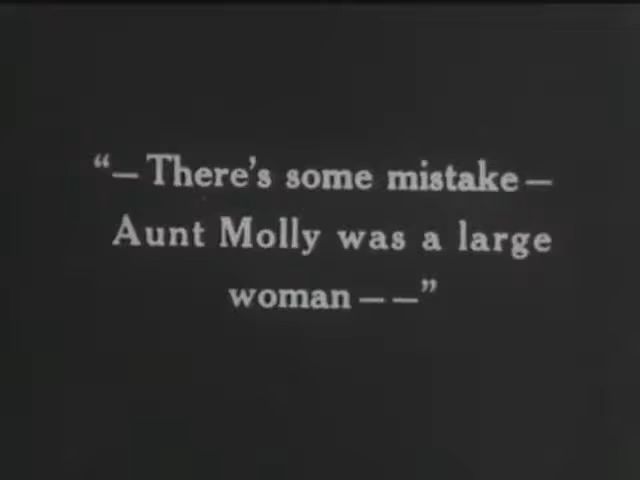 “—There’s some mistake—
Aunt Molly was a large
woman——”